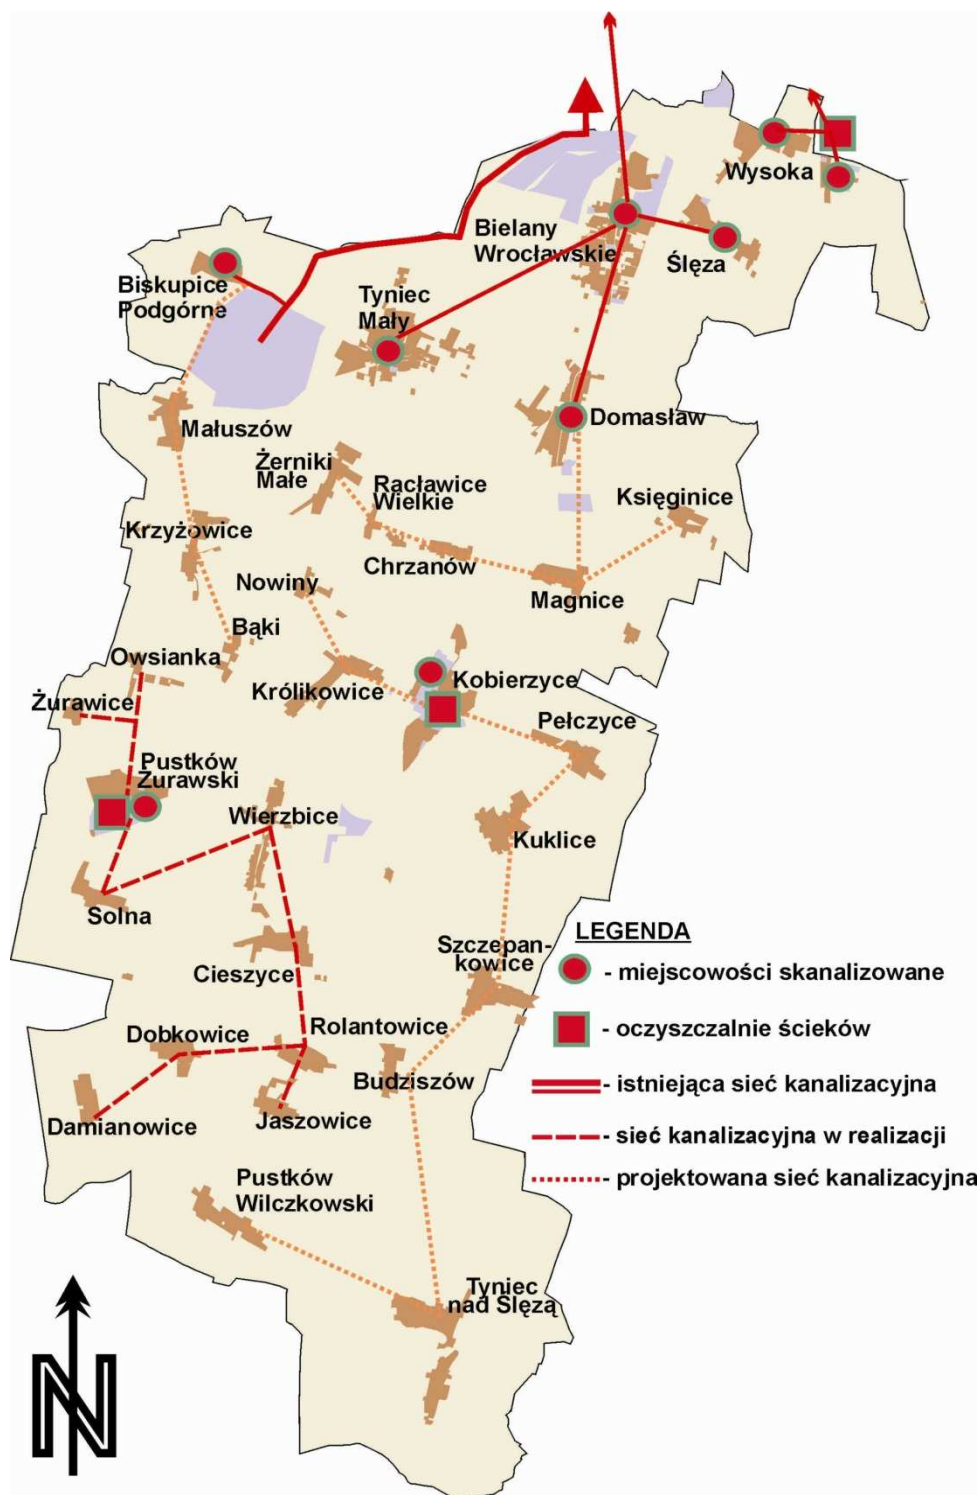 Wysoka
Bielany
Wrocławskie
Ślęza
Biskupice
Podgórne
Tyniec
Mały
Małuszów
Domasław
Żerniki
Małe
Racławice
Wielkie
Księginice
Krzyżowice
Chrzanów
Nowiny
Magnice
Bąki
Owsianka
Królikowice
Kobierzyce
Żurawice
Pełczyce
Pustków
Żurawski
Wierzbice
Kuklice
Solna
LEGENDA
Szczepan-
kowice
- miejscowości skanalizowane
Cieszyce
Rolantowice
- oczyszczalnie ścieków
Dobkowice
Budziszów
- istniejąca sieć kanalizacyjna
Damianowice
Jaszowice
- sieć kanalizacyjna w realizacji
Pustków
Wilczkowski
- projektowana sieć kanalizacyjna
Tyniec
nad Ślęzą
N